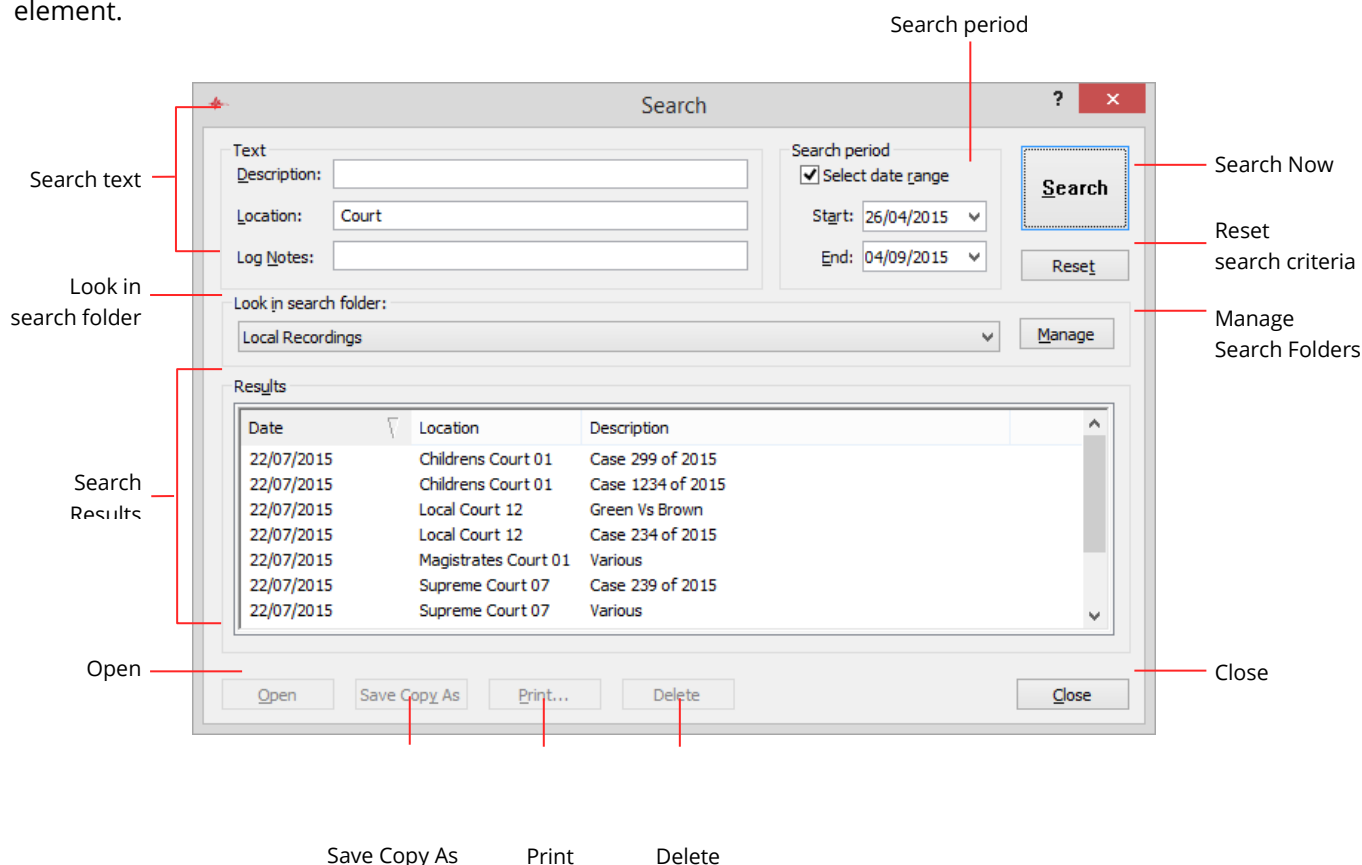 element.
Search period
Search
?
Search text
Text
Description:
Location: Court
Log Notes:
Search period
Select date range
Start: 26/04/2015
End: 04/09/2015
Search
Reset
Search Now
Reset
search criteria
Look in
search folder
Look in search folder:
Local Recordings
Manage
Manage
Search Folders
Search
Results
Results
Date Location Description
22/07/2015 Childrens Court 01 Case 299 of 2015
22/07/2015 Childrens Court 01 Case 1234 of 2015
22/07/2015 Local Court 12 Green Vs Brown
22/07/2015 Local Court 12 Case 234 of 2015
22/07/2015 Magistrates Court 01 Various
22/07/2015 Supreme Court 07 Case 239 of 2015
22/07/2015 Supreme Court 07 Various
Open
Open Save Copy As Print... Delete Close
Close
Save Copy As Print Delete